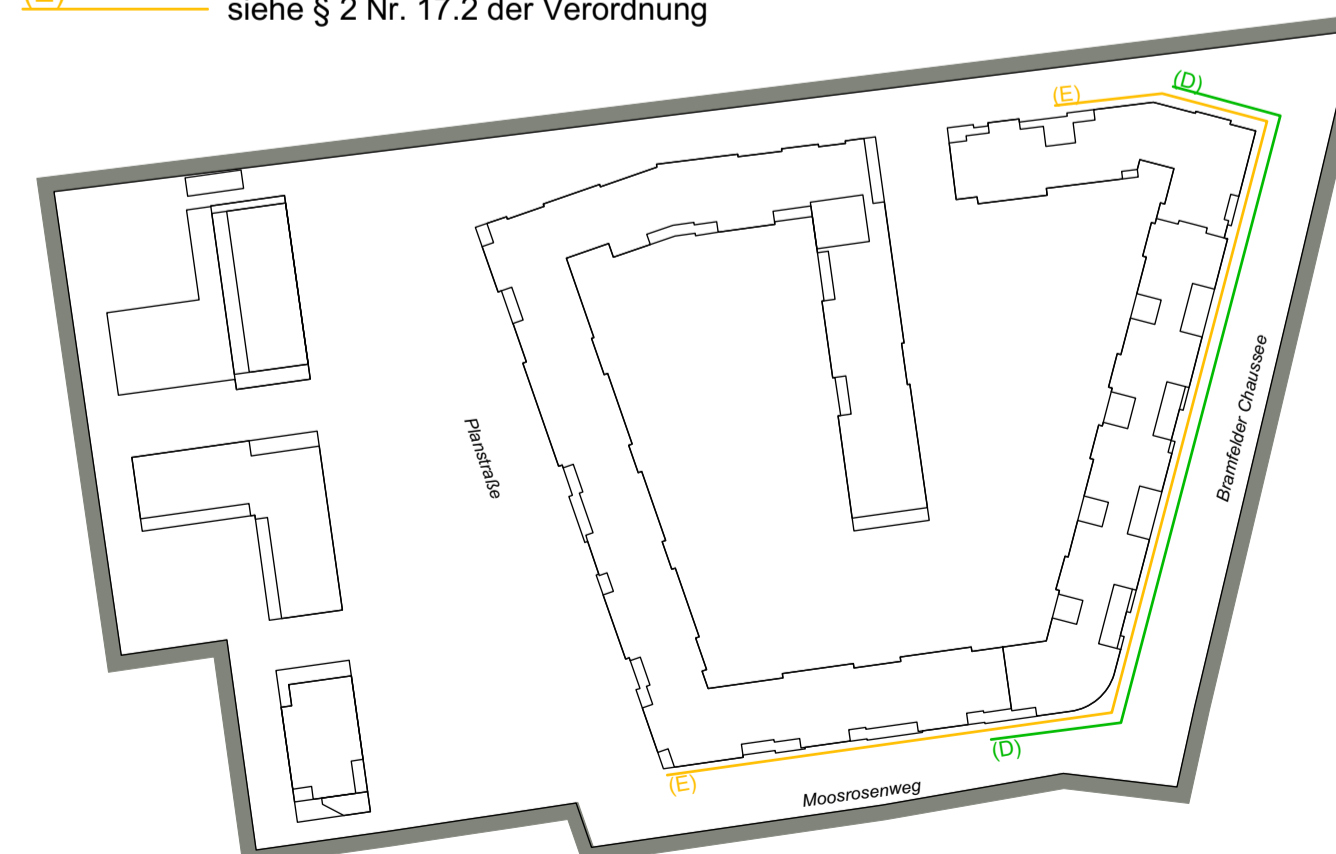 (E)
siehe § 2 Nr. 17.2 der Verordnung
(D)
(E)
Bramfelder Chaussee
Planstraße
(D)
(E)
Moosrosenweg